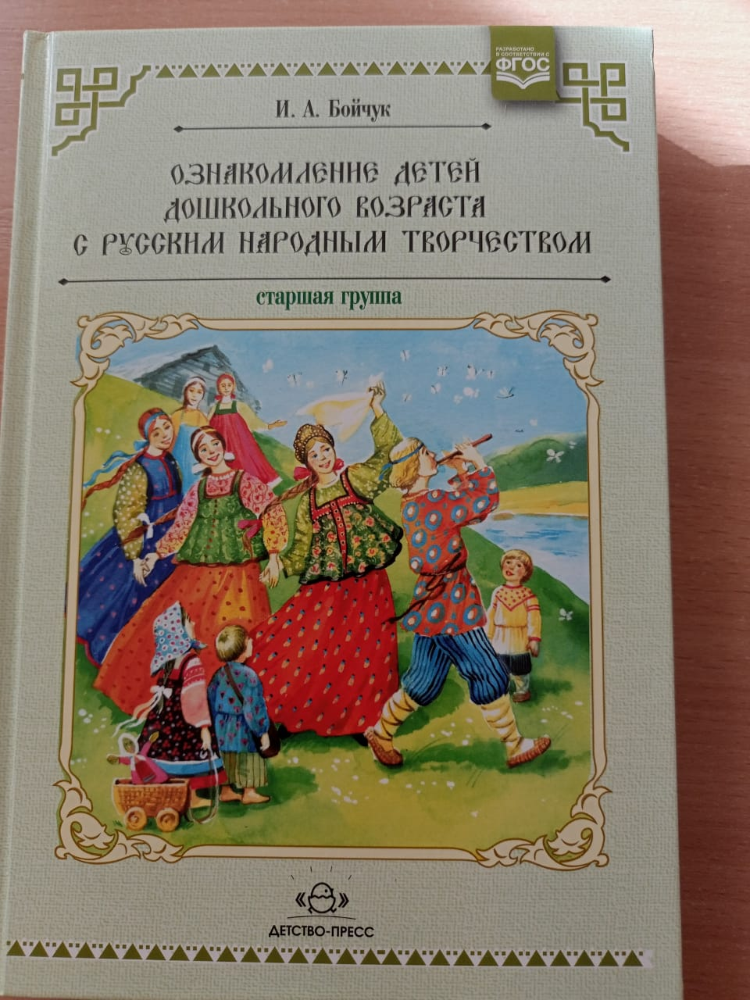 РАЗРАБОТАНО
В СООТВЕТСТВИИ С
ФГОС
И. А. Бойчук
ОЗНАКОМЛЕНИЕ ДЕТЕЙ
ДОШКОЛЬНОГО ВОЗРАСТА
С РУССКИМ НАРОДНЫМ ТВОРЧЕСТВОМ
старшая группа
ДЕТСТВО-ПРЕСС